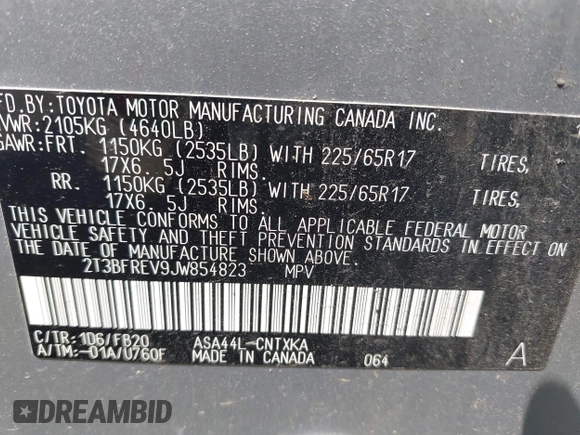 FD.BY:TOYOTA MOTOR MANUFACTURING CANADA INC.
VWR:2105KG (4640LB)
GAWR:FRT. 1150KG (2535LB) WITH 225/65R17 TIRES,
17X6. 5J RIMS.
RR. 1150KG (2535LB) WITH 225/65R17 TIRES,
17X6. 5J RIMS.
THIS VEHICLE CONFORMS TO ALL APPLICABLE FEDERAL MOTOR
VEHICLE SAFETY AND THEFT PREVENTION STANDARDS IN EFFECT ON
THE DATE OF MANUFACTURE SHOWN ABOVE.
2T3BFREV9JW854823 MPV
C/TR: 1D6/FB20 ASA44L-CNTXKA
A/TM:-01A/U760F MADE IN CANADA 064 A
DREAMBID